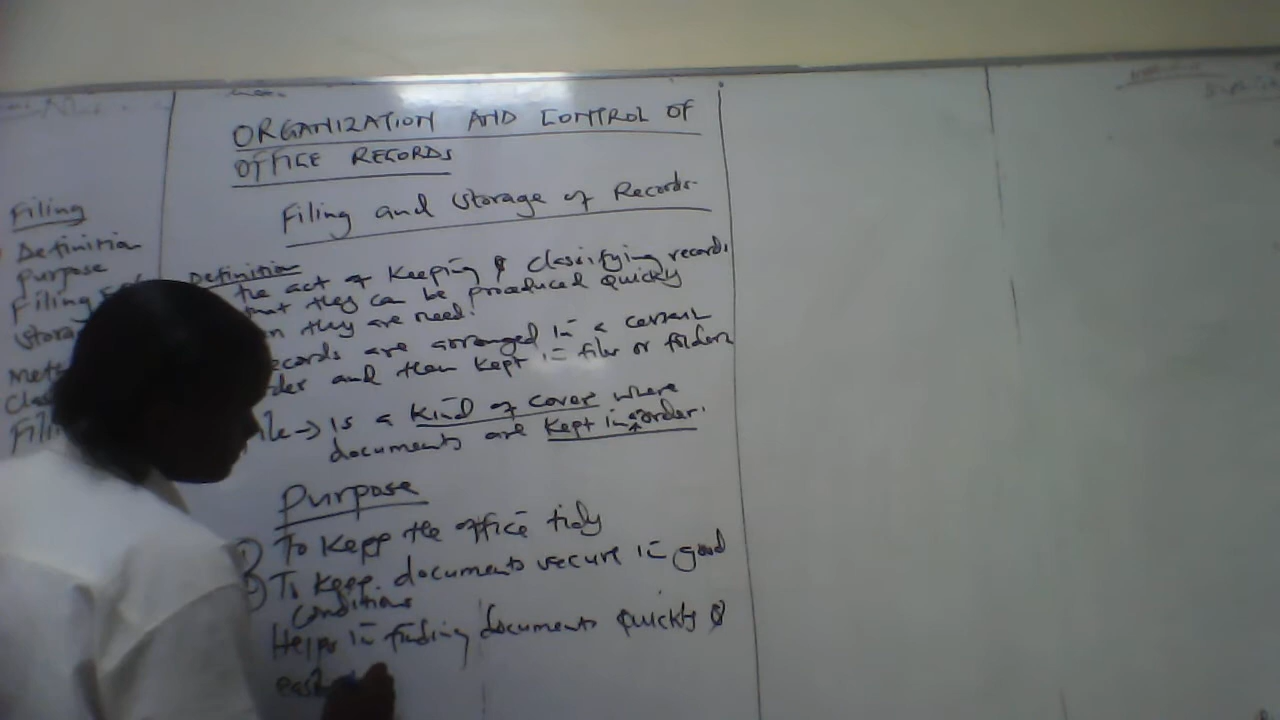 Filing
Definition
Purpose
Filing
ORGANIZATION AND CONTROL OF
OFFICE RECORDS
Filing and Storage of Records.
Definition
the act of keeping & classifying records
they can be produced quickly
they are need.
records are arranged in a certain
and then kept in files or folders
→ is a kind of cover where
documents are kept in order.
Purpose
① To kepp the office tidy
② To keep documents secure in good
conditions
Helps in finding documents quickly &